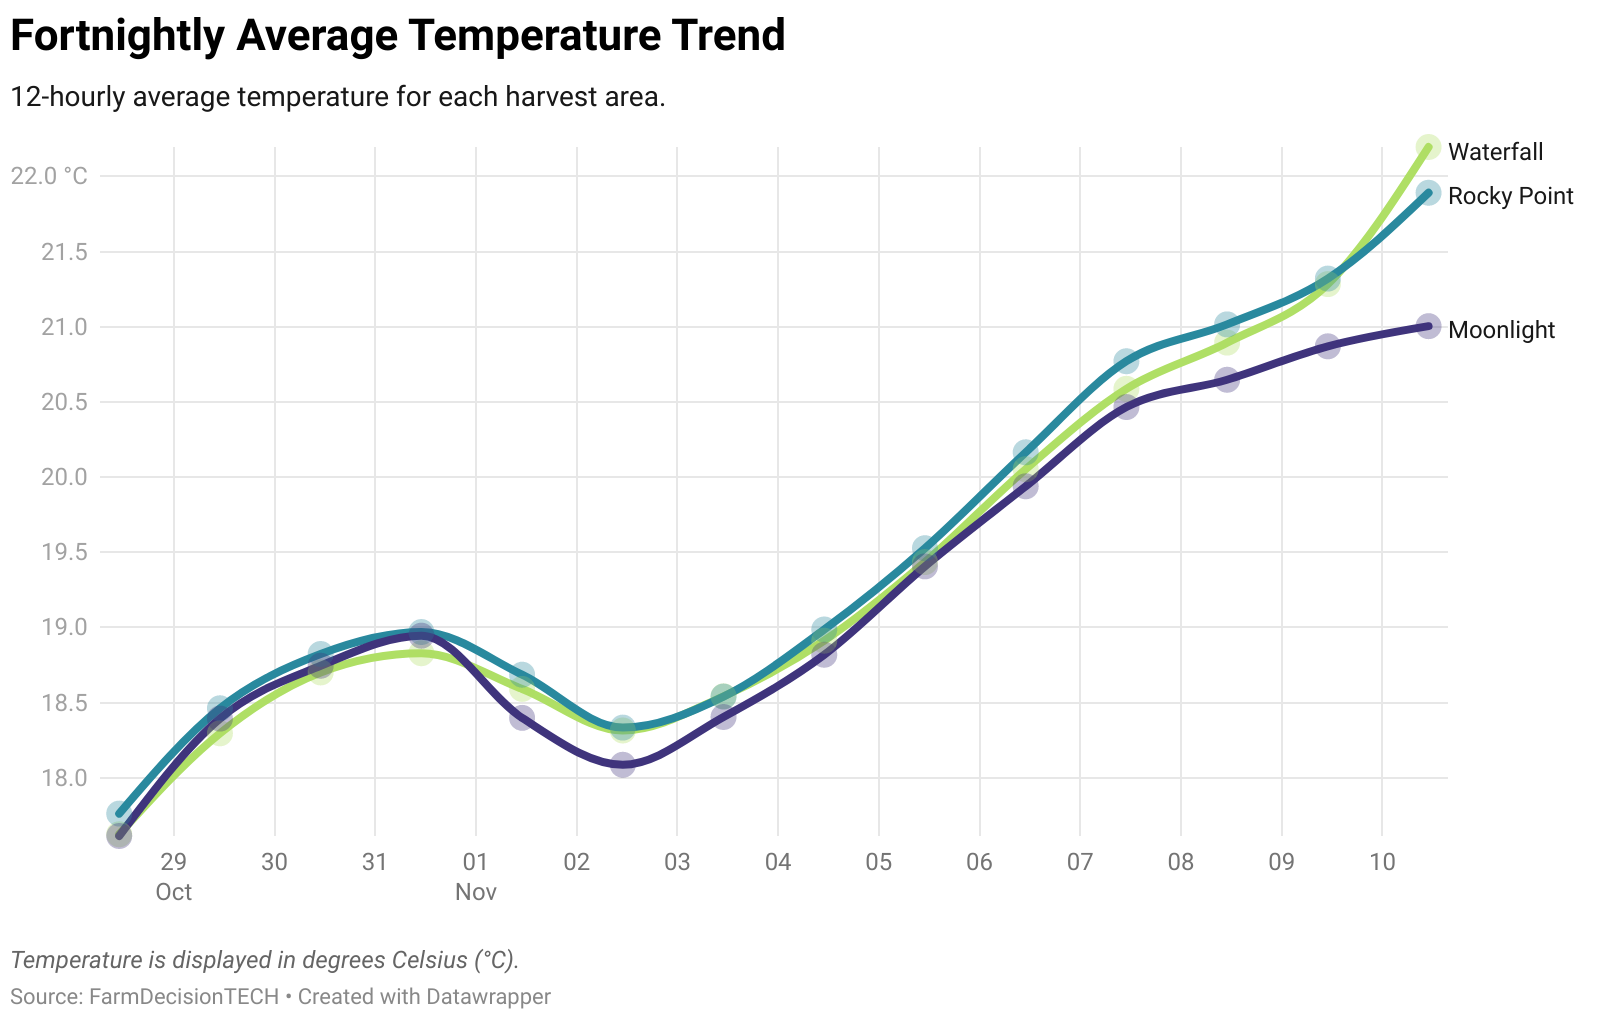 Fortnightly Average Temperature Trend
12-hourly average temperature for each harvest area.
Waterfall
22.0 °C
Rocky Point
21.5
21.0
Moonlight
20.5
20.0
19.5
19.0
18.5
18.0
29 30 31 01 02 03 04 05 06 07 08 09 10
Oct Nov
Temperature is displayed in degrees Celsius (°C).
Source: FarmDecisionTECH • Created with Datawrapper